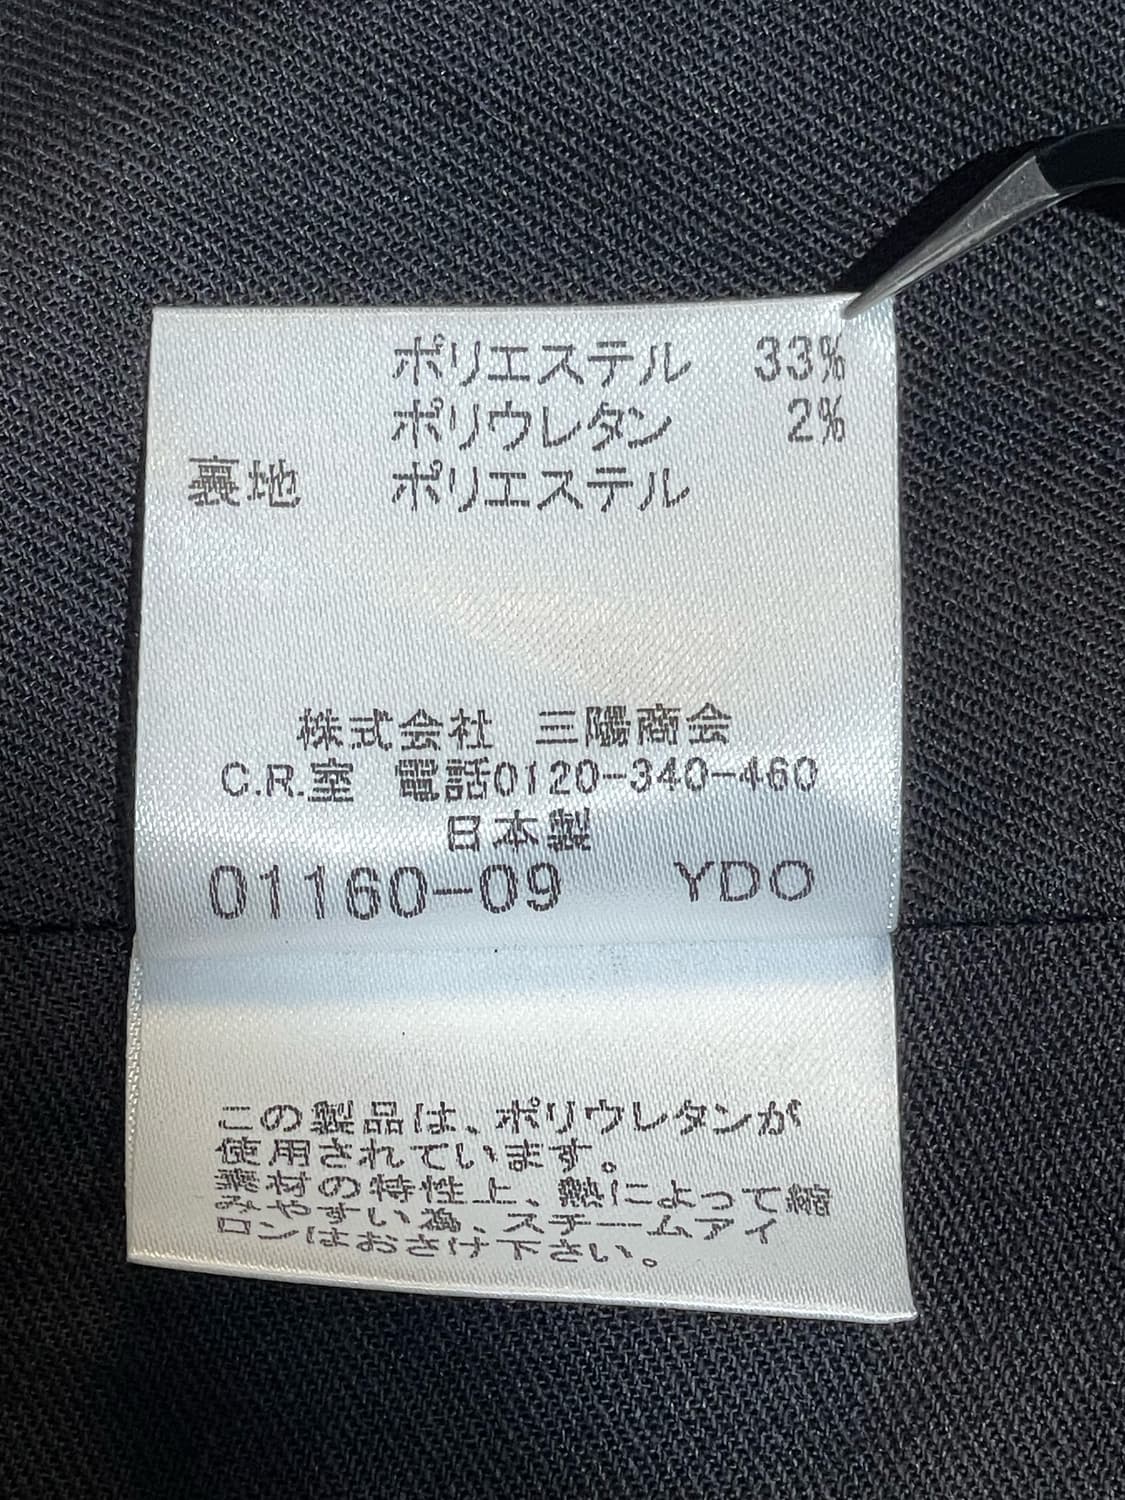 ポリエステル 33%
ポリウレタン 2%
裏地 ポリエステル
株式会社 三陽商会
C.R.室 電話0120-340-460
日本製
01160-09 YDO
この製品は、ポリウレタンが
使用されています。
素材の特性上、熱によって縮
みやすい為、スチームアイ
ロンはおさけ下さい。